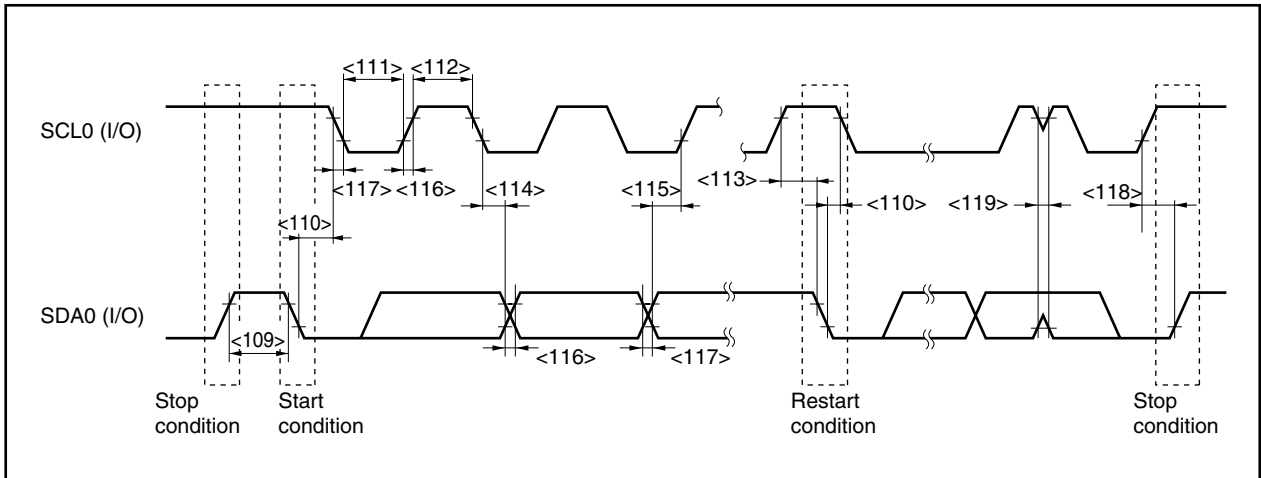 <111>
<112>
SCL0 (I/O)
<117>
<116>
<114>
<115>
<113>
<110>
<119>
<118>
<110>
SDA0 (I/O)
<109>
<116>
<117>
Stop
condition
Start
condition
Restart
condition
Stop
condition